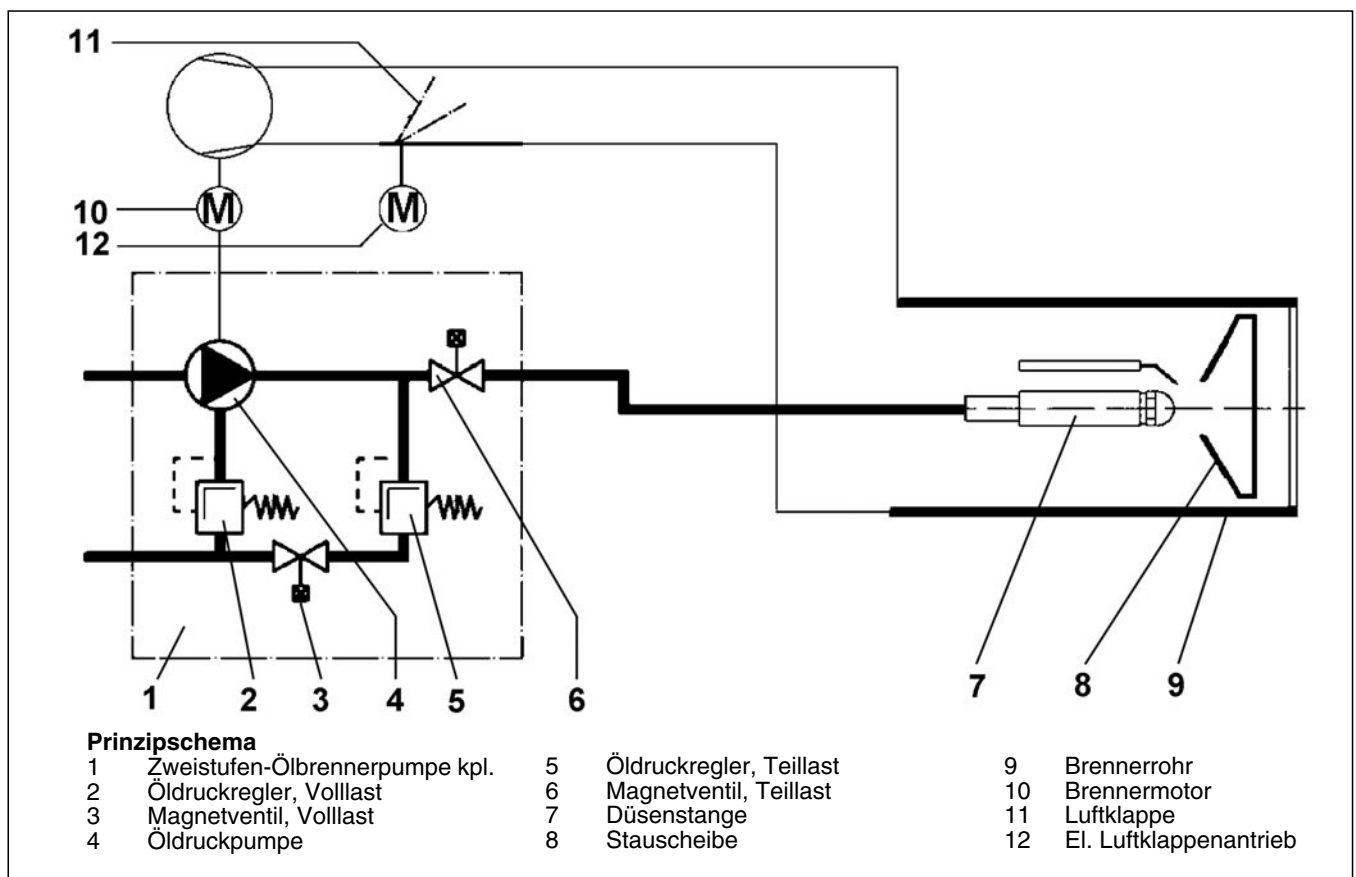 11
10
M
M
12
1
2
3
4
5
6
7
8
9
Prinzipschema
1 Zweistufen-Ölbrennerpumpe kpl.
2 Öldruckregler, Volllast
3 Magnetventil, Volllast
4 Öldruckpumpe
5 Öldruckregler, Teillast
6 Magnetventil, Teillast
7 Düsenstange
8 Stauscheibe
9 Brennerrohr
10 Brennermotor
11 Luftklappe
12 El. Luftklappenantrieb